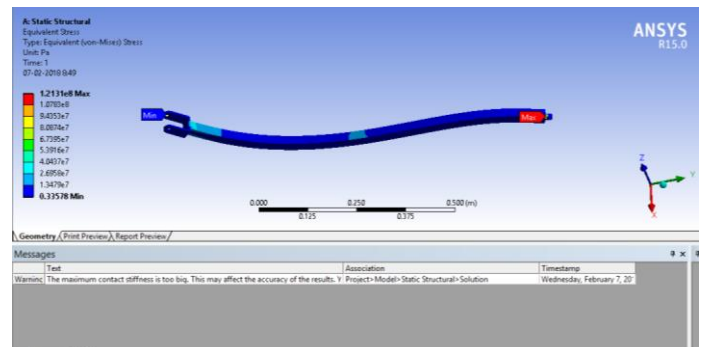 A: Static Structural
Equivalent Stress
Type: Equivalent (von-Mises) Stress
Unit: Pa
Time: 1
07-02-2018 8:49
ANSYS
R15.0
1.2131e8 Max
1.0783e8
9.4353e7
8.0874e7
6.7395e7
5.3916e7
4.0437e7
2.6958e7
1.3479e7
0.33578 Min
Min
Max
Z
Y
X
0.000 0.250 0.500 (m)
0.125 0.375
Geometry Print Preview Report Preview
Messages
Text Association Timestamp
Warning The maximum contact stiffness is too big. This may affect the accuracy of the results. Y Project>Model>Static Structural>Solution Wednesday, February 7, 20